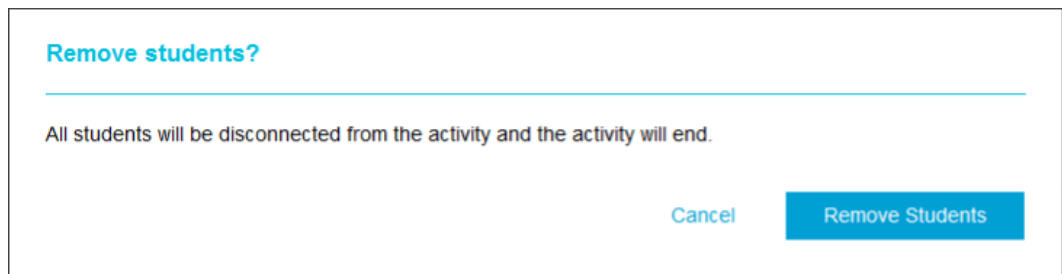 Remove students?
All students will be disconnected from the activity and the activity will end.
Cancel Remove Students